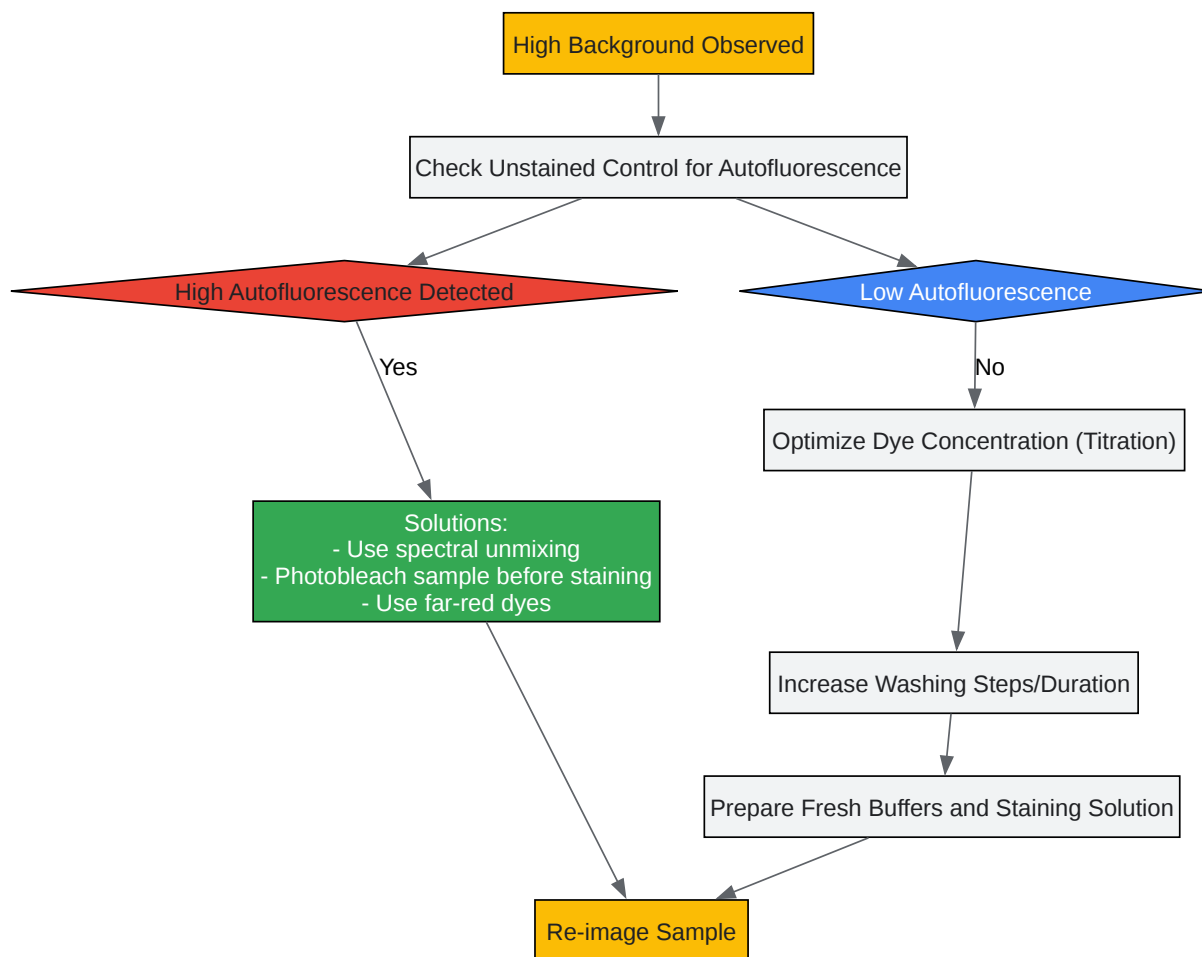 High Background Observed
Check Unstained Control for Autofluorescence
High Autofluorescence Detected
Low Autofluorescence
Yes
No
Optimize Dye Concentration (Titration)
Solutions:
- Use spectral unmixing
- Photobleach sample before staining
- Use far-red dyes
Increase Washing Steps/Duration
Prepare Fresh Buffers and Staining Solution
Re-image Sample